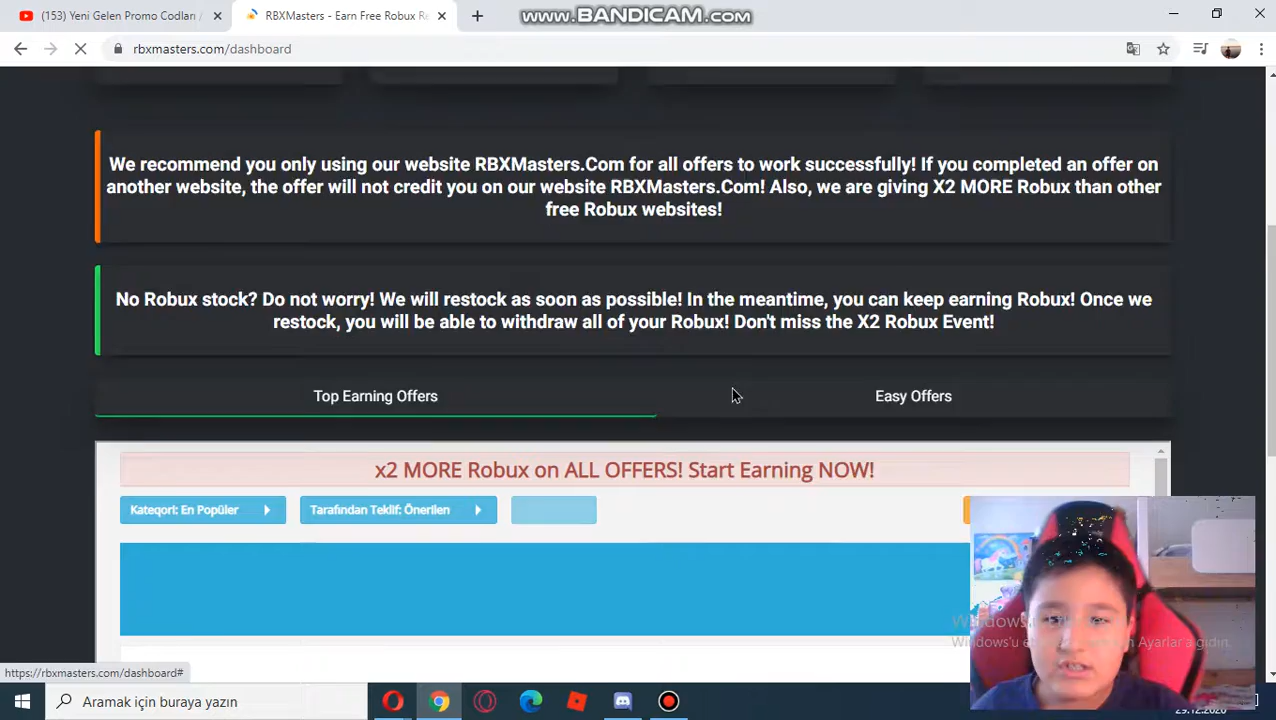 (153) Yeni Gelen Promo Codları /
RBXMasters - Earn Free Robux Re
www.BANDICAM.com
rbxmasters.com/dashboard
We recommend you only using our website RBXMasters.Com for all offers to work successfully! If you completed an offer on
another website, the offer will not credit you on our website RBXMasters.Com! Also, we are giving X2 MORE Robux than other
free Robux websites!
No Robux stock? Do not worry! We will restock as soon as possible! In the meantime, you can keep earning Robux! Once we
restock, you will be able to withdraw all of your Robux! Don't miss the X2 Robux Event!
Top Earning Offers
Easy Offers
x2 MORE Robux on ALL OFFERS! Start Earning NOW!
Kateqori: En Popüler
Tarafından Teklif: Önerilen
https://rbxmasters.com/dashboard#
Aramak için buraya yazın
29.12.2020